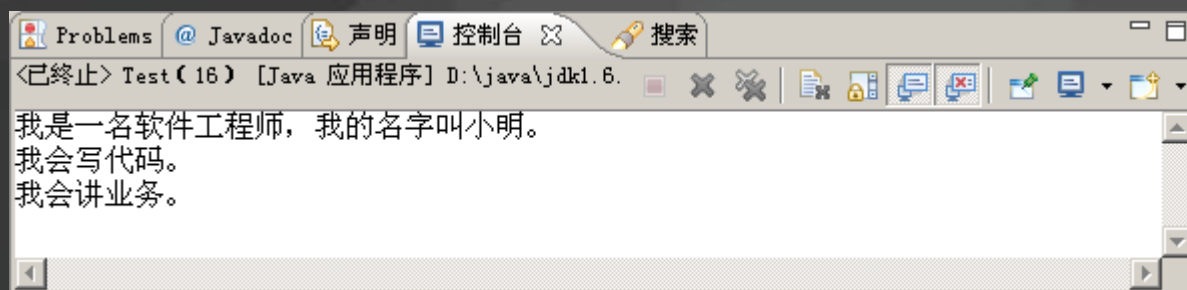 Problems @ Javadoc 声明 控制台 搜索
<已终止> Test (16) [Java 应用程序] D:\java\jdk1.6.
我是一名软件工程师，我的名字叫小明。
我会写代码。
我会讲业务。